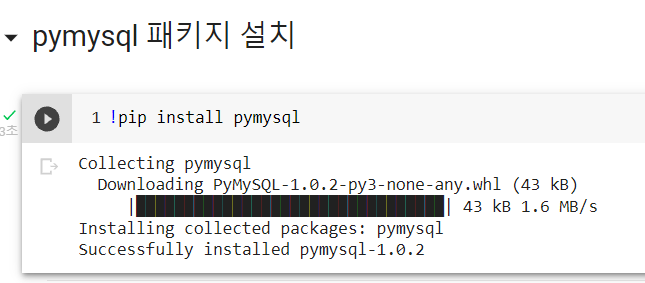 pymysql 패키지 설치
3초
1 !pip install pymysql
Collecting pymysql
Downloading PyMySQL-1.0.2-py3-none-any.whl (43 kB)
|████████████████████████████████| 43 kB 1.6 MB/s
Installing collected packages: pymysql
Successfully installed pymysql-1.0.2